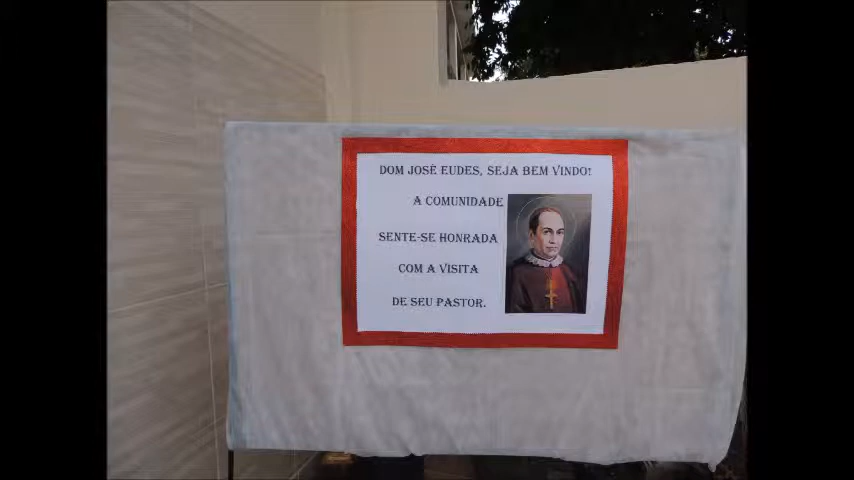 DOM JOSÉ EUDES, SEJA BEM VINDO!
A COMUNIDADE
SENTE-SE HONRADA
COM A VISITA
DE SEU PASTOR.